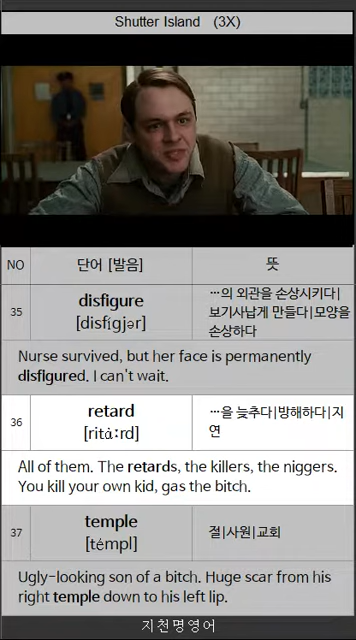 Shutter Island (3X)
NO 단어 [발음] 뜻
35 disfigure [disfígjər] …의 외관을 손상시키다|
보기사납게 만들다|모양을
손상하다
Nurse survived, but her face is permanently
disfigured. I can't wait.
36 retard [ritá:rd] …을 늦추다|방해하다|지
연
All of them. The retards, the killers, the niggers.
You kill your own kid, gas the bitch.
37 temple [témpl] 절|사원|교회
Ugly-looking son of a bitch. Huge scar from his
right temple down to his left lip.
지천명영어